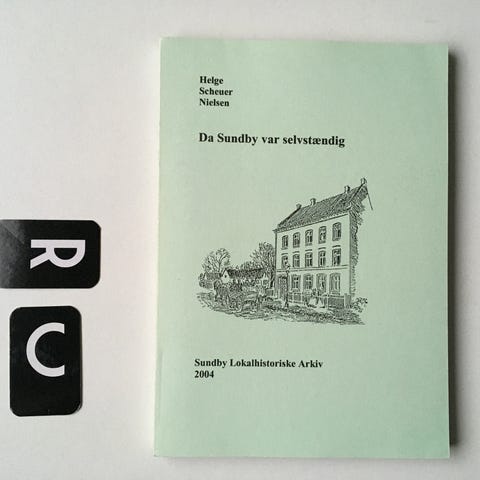 Helge
Scheuer
Nielsen
Da Sundby var selvstændig
Sundby Lokalhistoriske Arkiv
2004
R
C